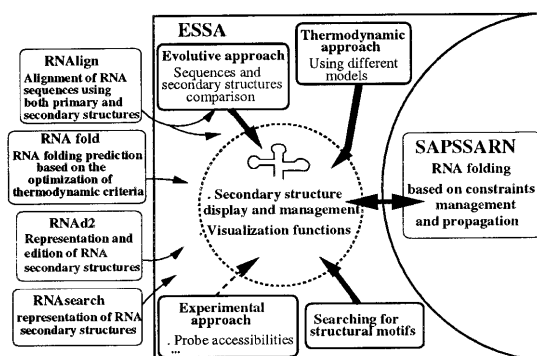 ESSA
RNAlign
Alignment of RNA
sequences using
both primary and
secondary structures
RNA fold
RNA folding prediction
based on the
optimization of
thermodynamic criteria
RNAd2
Representation and
edition of RNA
secondary structures
RNAsearch
representation of RNA
secondary structures
Evolutive approach
Sequences and
secondary structures
comparison
Thermodynamic
approach
Using different
models
. Secondary structure
display and management
. Visualization functions
SAPSSARN
RNA folding
based on constraints
management
and propagation
Experimental
approach
. Probe accessibilities
...
Searching for
structural motifs